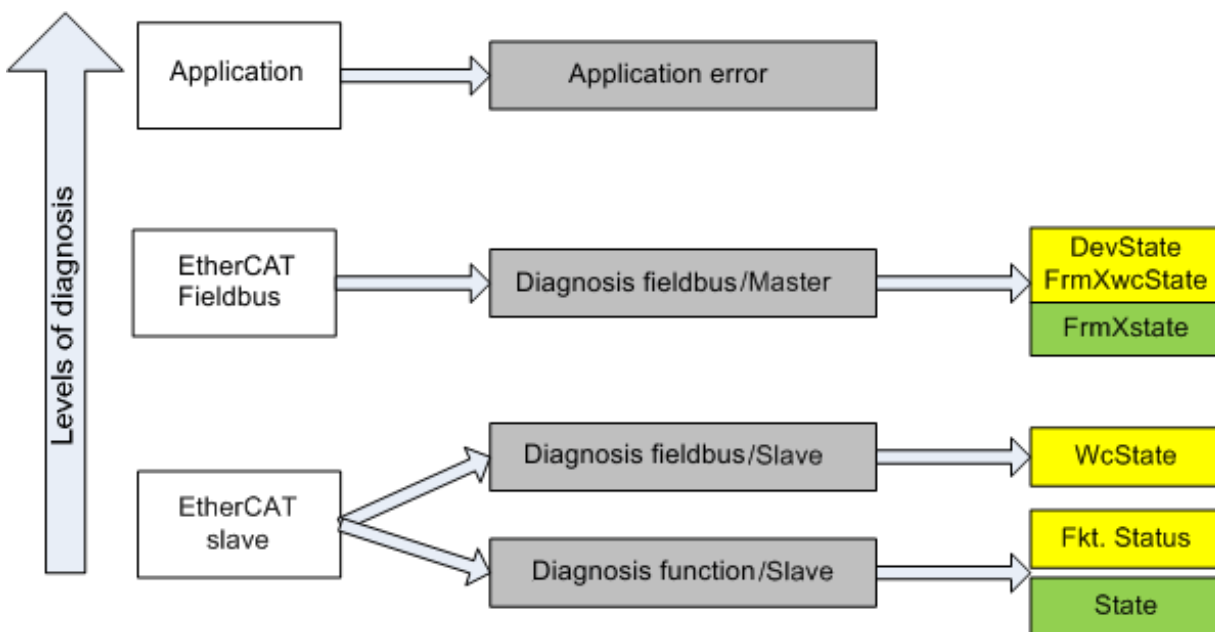 Levels of diagnosis
Application
Application error
EtherCAT
Fieldbus
Diagnosis fieldbus/Master
DevState
FrmXwcState
FrmXstate
EtherCAT
slave
Diagnosis fieldbus/Slave
WcState
Diagnosis function/Slave
Fkt. Status
State